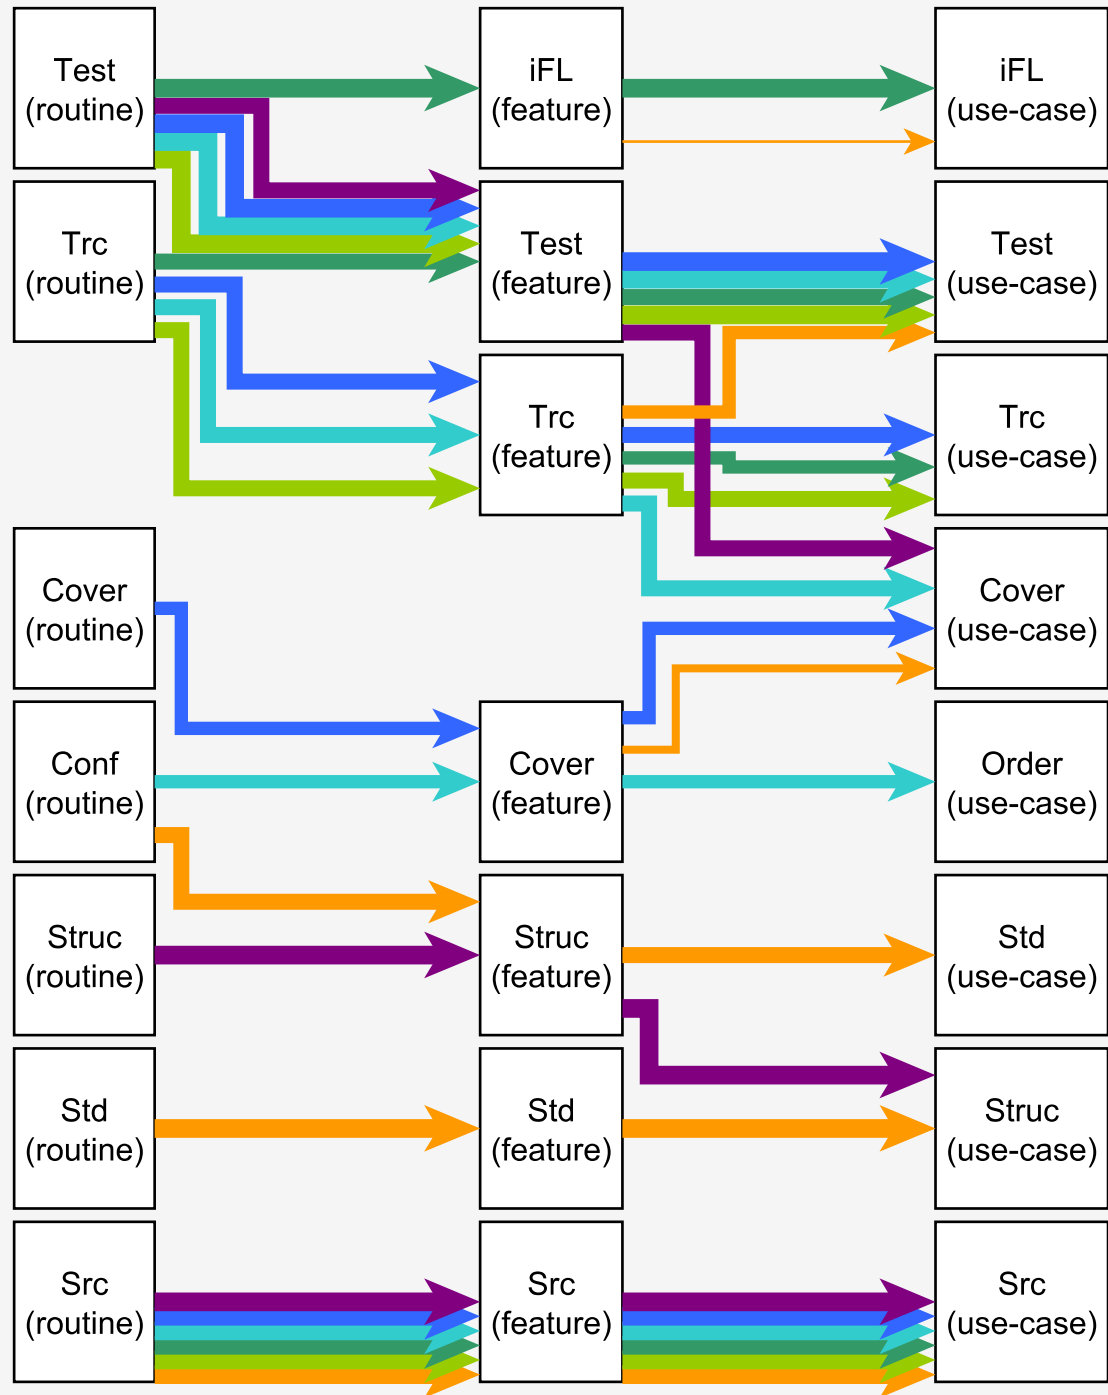 Test
(routine)
iFL
(feature)
iFL
(use-case)
Trc
(routine)
Test
(feature)
Test
(use-case)
Trc
(feature)
Trc
(use-case)
Cover
(routine)
Cover
(use-case)
Conf
(routine)
Cover
(feature)
Order
(use-case)
Struc
(routine)
Struc
(feature)
Std
(use-case)
Std
(routine)
Std
(feature)
Struc
(use-case)
Src
(routine)
Src
(feature)
Src
(use-case)